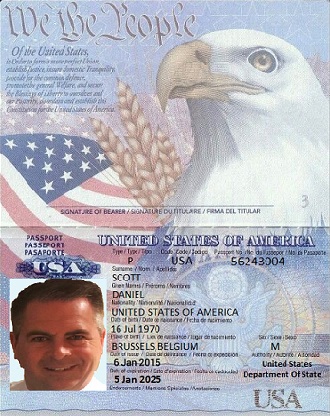 We the People
Of the United States,
in Order to form a more perfect Union,
establish Justice, insure domestic Tranquility,
provide for the common defence,
promote the general Welfare, and secure
the Blessings of Liberty to ourselves and
our Posterity, do ordain and establish this
Constitution for the United States of America.
SIGNATURE OF BEARER / SIGNATURE DU TITULAIRE / FIRMA DEL TITULAR
PASSPORT
PASSEPORT
PASAPORTE
UNITED STATES OF AMERICA
USA
Type / Type / Tipo Code / Code / Codigo Passport No. / No. du Passeport / No. de Pasaporte
P USA 56243004
Surname / Nom / Apellidos
SCOTT
Given Names / Prénoms / Nombres
DANIEL
Nationality / Nationalité / Nacionalidad
UNITED STATES OF AMERICA
Date of birth / Date de naissance / Fecha de nacimiento
16 Jul 1970
Place of birth / Lieu de naissance / Lugar de nacimiento Sex / Sexe / Sexo
BRUSSELS BELGIUM M
Date of issue / Date de délivrance / Fecha de expedición Authority / Autorité / Autoridad
6 Jan 2015 United States
Date of expiration / Date d'expiration / Fecha de caducidad Department Of State
5 Jan 2025
Endorsements / Mentions Spéciales / Anotaciones
USA